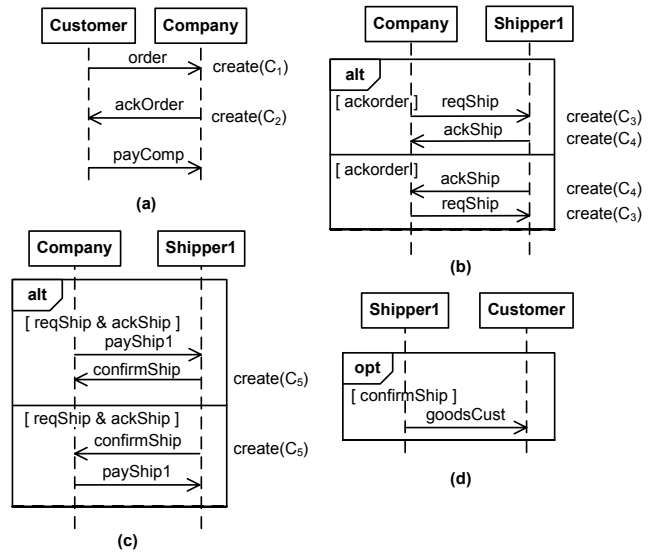 Customer Company
order create(C1)
ackOrder create(C2)
payComp
(a)
Company Shipper1
alt
[ ackorder] reqShip create(C3)
ackShip create(C4)
[ ackorder] ackShip create(C4)
reqShip create(C3)
(b)
Company Shipper1
alt
[ reqShip & ackShip ]
payShip1
confirmShip create(C5)
[ reqShip & ackShip ]
confirmShip create(C5)
payShip1
(c)
Shipper1 Customer
opt
[ confirmShip ]
goodsCust
(d)